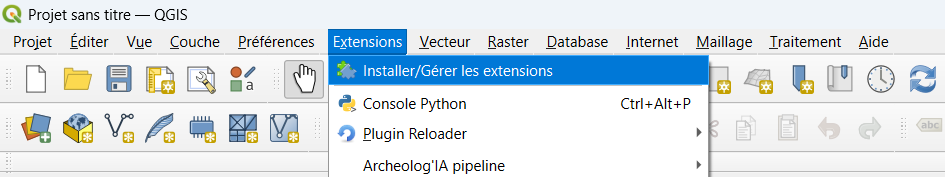 Projet sans titre — QGIS
Projet Éditer Vue Couche Préférences Extensions Vecteur Raster Database Internet Maillage Traitement Aide
Installer/Gérer les extensions
Console Python Ctrl+Alt+P
Plugin Reloader
Archeolog'IA pipeline
a
abc